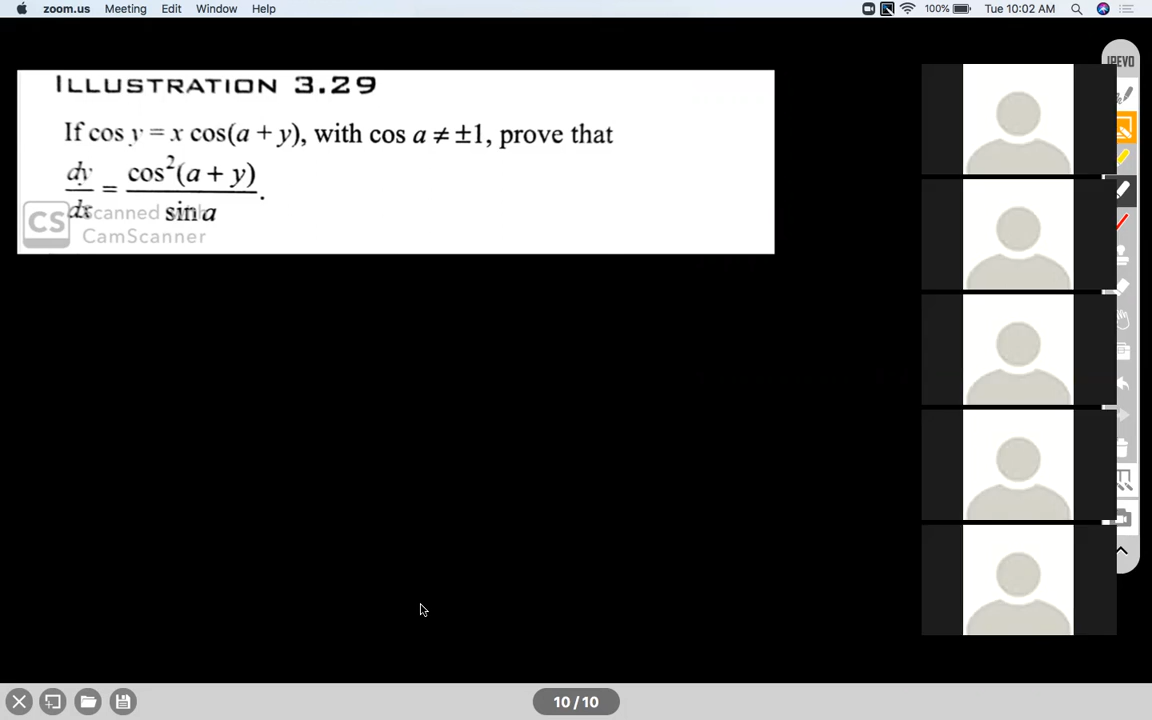 zoom.us Meeting Edit Window Help 100% Tue 10:02 AM
IPEVO
ILLUSTRATION 3.29
If cos y = x cos(a + y), with cos a ≠ ±1, prove that
dy/dx = cos²(a + y)/sin a.
CS Scanned with
CamScanner
10 / 10